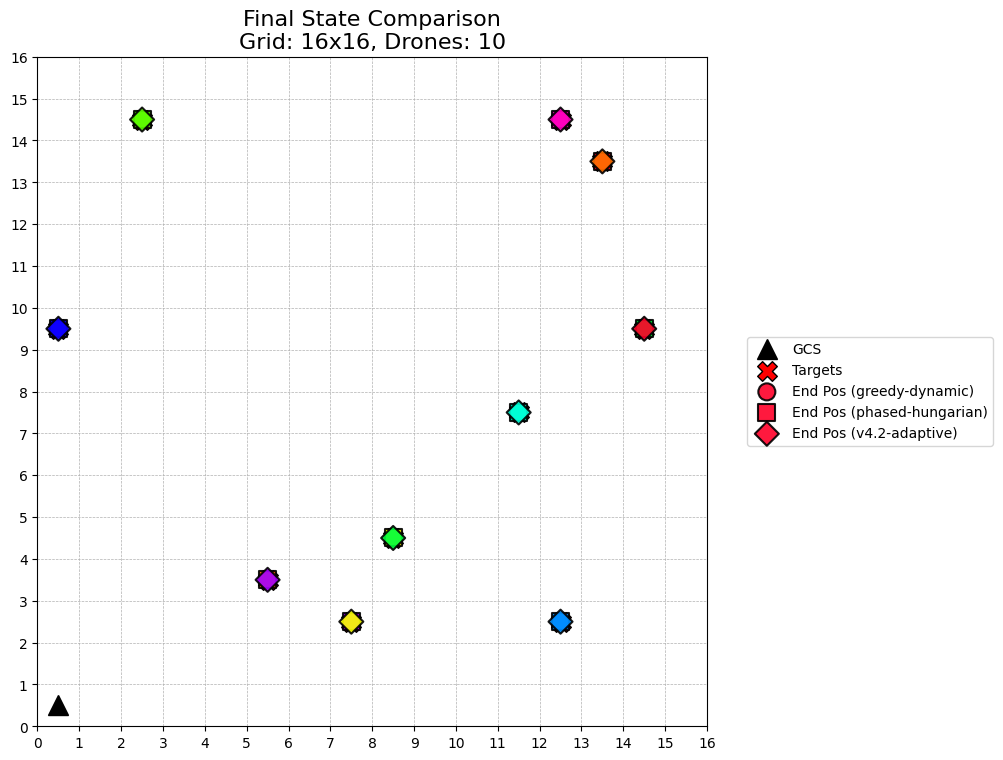 Final State Comparison
Grid: 16x16, Drones: 10
16
15
14
13
12
11
10
9
8
7
6
5
4
3
2
1
0
0 1 2 3 4 5 6 7 8 9 10 11 12 13 14 15 16
GCS
Targets
End Pos (greedy-dynamic)
End Pos (phased-hungarian)
End Pos (v4.2-adaptive)